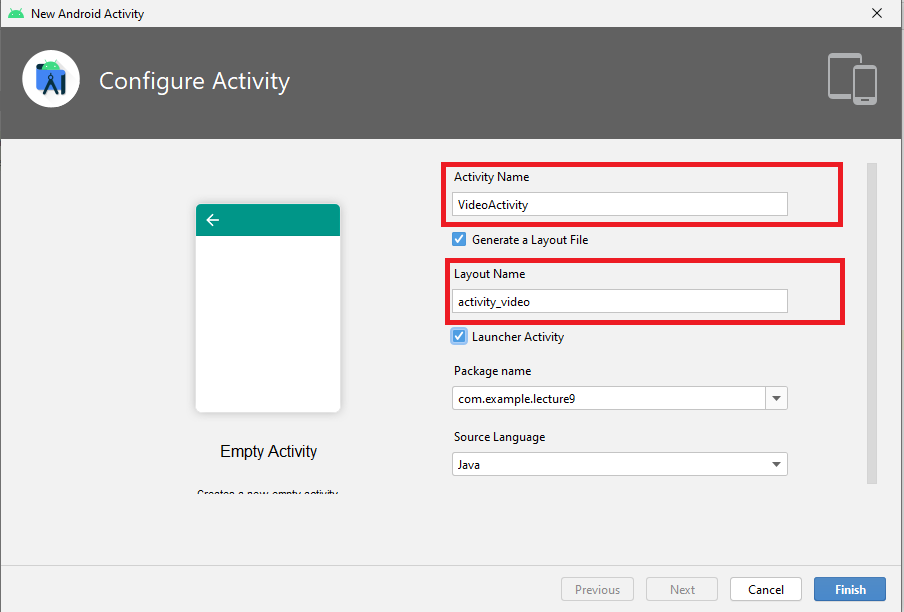 New Android Activity
Configure Activity
Activity Name
VideoActivity
Generate a Layout File
Layout Name
activity_video
Launcher Activity
Package name
com.example.lecture9
Source Language
Java
Empty Activity
Creates a new empty activity
Previous
Next
Cancel
Finish